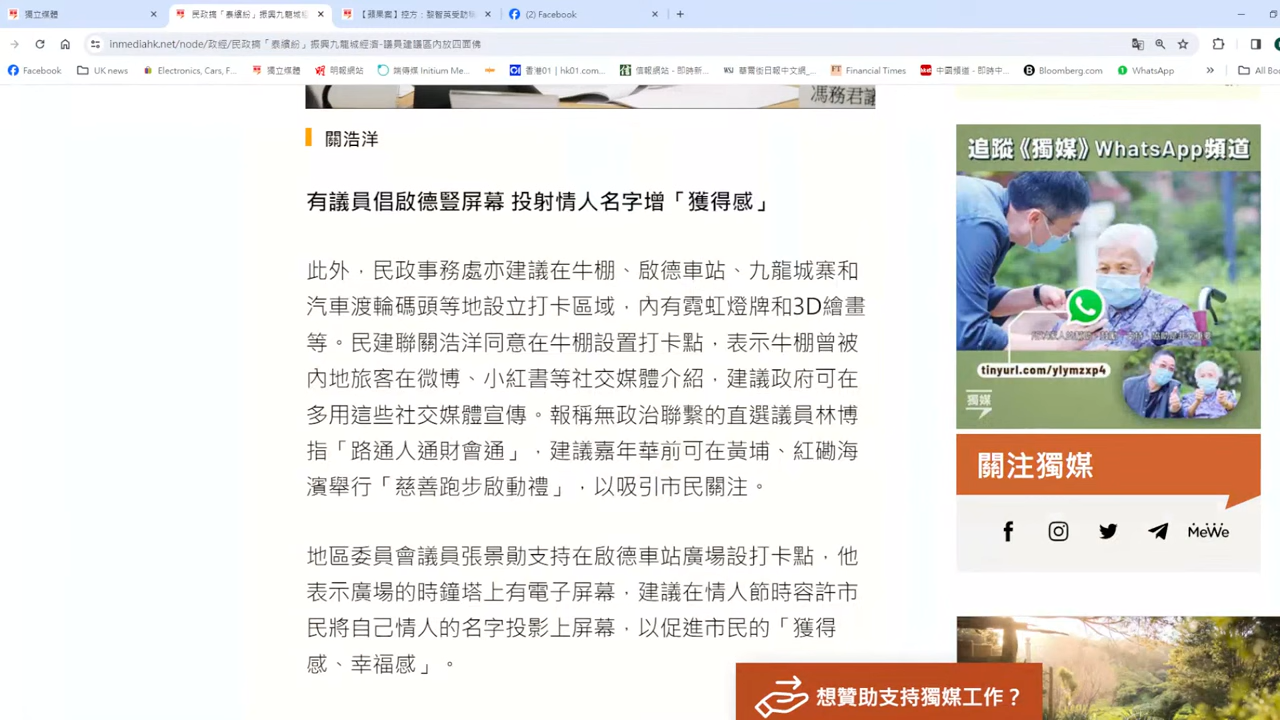 獨立媒體
民政搞「泰繽紛」振興九龍城經
【蘋果案】控方：黎智英受訪
(2) Facebook
inmediahk.net/node/政經/民政搞「泰繽紛」振興九龍城經濟-議員建議區內放四面佛
Facebook
UK news
Electronics, Cars, F...
獨立媒體
明報網站
端傳媒 Initium Me...
香港01 | hk01.com...
信報網站 - 即時新...
華爾街日報中文網_...
Financial Times
中國頻道 - 即時中...
Bloomberg.com
WhatsApp
»
All Bo
馮務君議
關浩洋
有議員倡啟德豎屏幕 投射情人名字增「獲得感」
此外，民政事務處亦建議在牛棚、啟德車站、九龍城寨和
汽車渡輪碼頭等地設立打卡區域，內有霓虹燈牌和3D繪畫
等。民建聯關浩洋同意在牛棚設置打卡點，表示牛棚曾被
內地旅客在微博、小紅書等社交媒體介紹，建議政府可在
多用這些社交媒體宣傳。報稱無政治聯繫的直選議員林博
指「路通人通財會通」，建議嘉年華前可在黃埔、紅磡海
濱舉行「慈善跑步啟動禮」，以吸引市民關注。
地區委員會議員張景勛支持在啟德車站廣場設打卡點，他
表示廣場的時鐘塔上有電子屏幕，建議在情人節時容許市
民將自己情人的名字投影上屏幕，以促進市民的「獲得
感、幸福感」。
追蹤《獨媒》WhatsApp頻道
tinyurl.com/ylymzxp4
獨媒
關注獨媒
MeWe
想贊助支持獨媒工作？